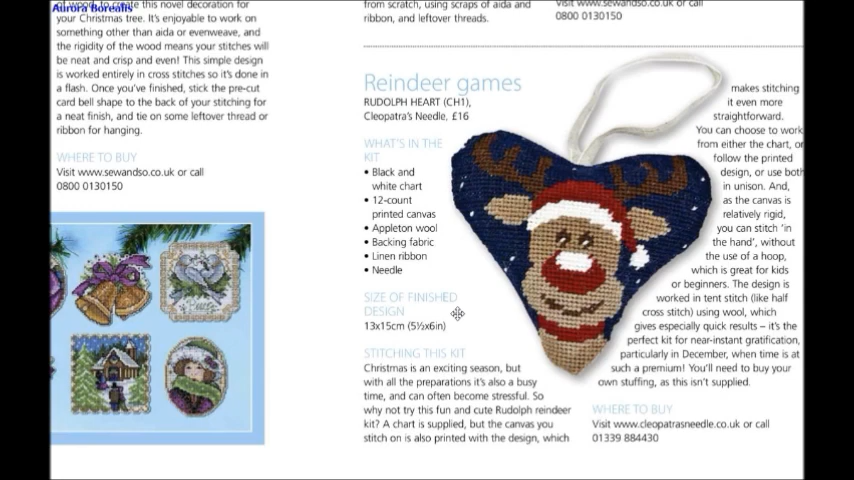 Aurora Borealis
of wood, to create this novel decoration for
your Christmas tree. It's enjoyable to work on
something other than aida or evenweave, and
the rigidity of the wood means your stitches will
be neat and crisp and even! This simple design
is worked entirely in cross stitches so it's done in
a flash. Once you've finished, stick the pre-cut
card bell shape to the back of your stitching for
a neat finish, and tie on some leftover thread or
ribbon for hanging.
WHERE TO BUY
Visit www.sewandso.co.uk or call
0800 0130150
from scratch, using scraps of aida and
ribbon, and leftover threads.
Visit www.sewandso.co.uk or call
0800 0130150
Reindeer games
RUDOLPH HEART (CH1),
Cleopatra's Needle, £16
WHAT'S IN THE
KIT
• Black and
white chart
• 12-count
printed canvas
• Appleton wool
• Backing fabric
• Linen ribbon
• Needle
SIZE OF FINISHED
DESIGN
13x15cm (5½x6in)
STITCHING THIS KIT
Christmas is an exciting season, but
with all the preparations it's also a busy
time, and can often become stressful. So
why not try this fun and cute Rudolph reindeer
kit? A chart is supplied, but the canvas you
stitch on is also printed with the design, which
makes stitching
it even more
straightforward.
You can choose to work
from either the chart, or
follow the printed
design, or use both
in unison. And,
as the canvas is
relatively rigid,
you can stitch 'in
the hand', without
the use of a hoop,
which is great for kids
or beginners. The design is
worked in tent stitch (like half
cross stitch) using wool, which
gives especially quick results – it's the
perfect kit for near-instant gratification,
particularly in December, when time is at
such a premium! You'll need to buy your
own stuffing, as this isn't supplied.
WHERE TO BUY
Visit www.cleopatrasneedle.co.uk or call
01339 884430